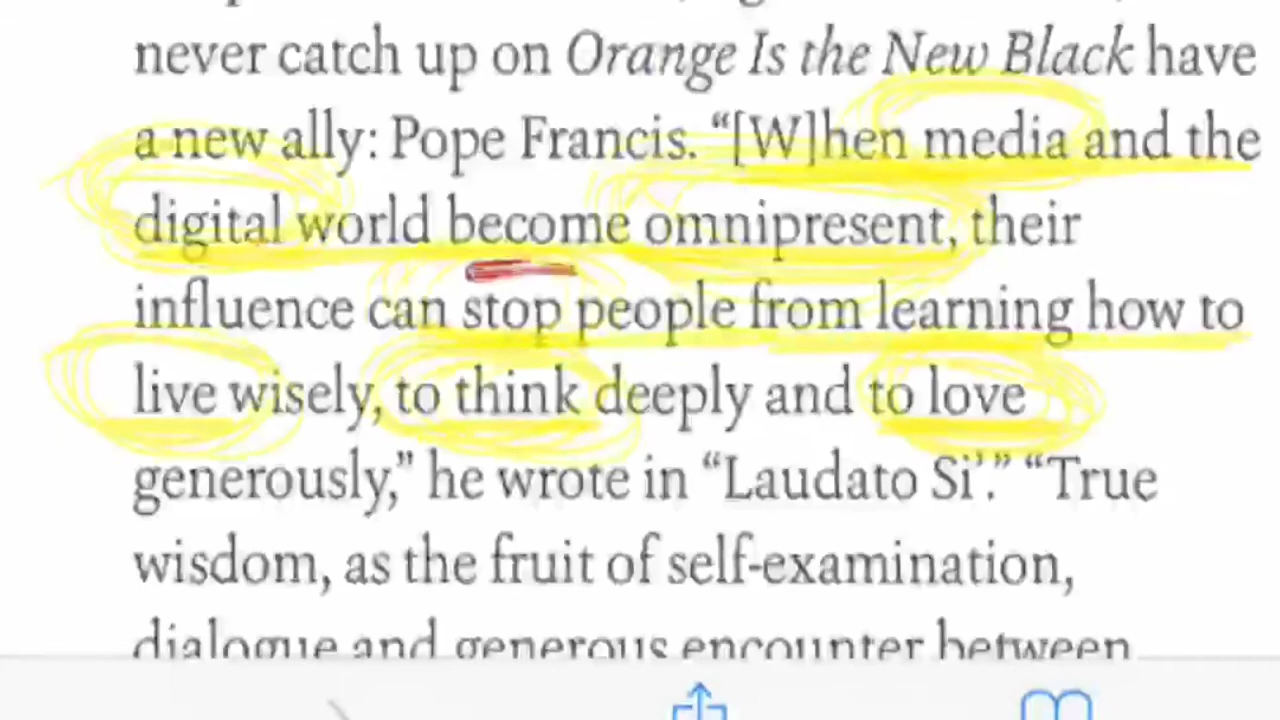 never catch up on Orange Is the New Black have
a new ally: Pope Francis. “[W]hen media and the
digital world become omnipresent, their
influence can stop people from learning how to
live wisely, to think deeply and to love
generously,” he wrote in “Laudato Si’.” “True
wisdom, as the fruit of self-examination,
dialogue and generous encounter between